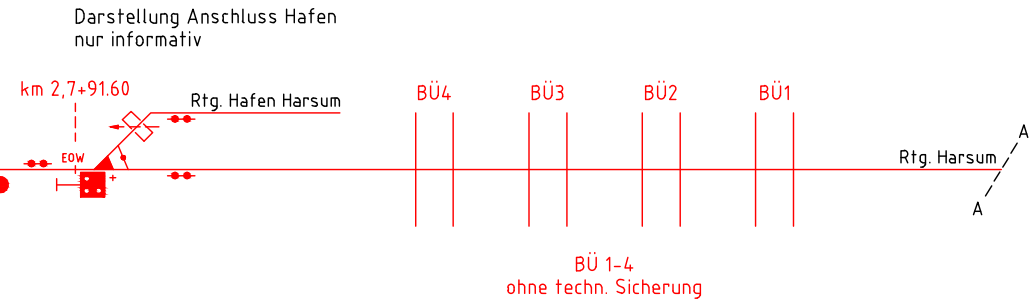 Darstellung Anschluss Hafen
nur informativ
km 2,7+91.60
Rtg. Hafen Harsum
BÜ4
BÜ3
BÜ2
BÜ1
EOW
+
Rtg. Harsum
A
A
BÜ 1-4
ohne techn. Sicherung